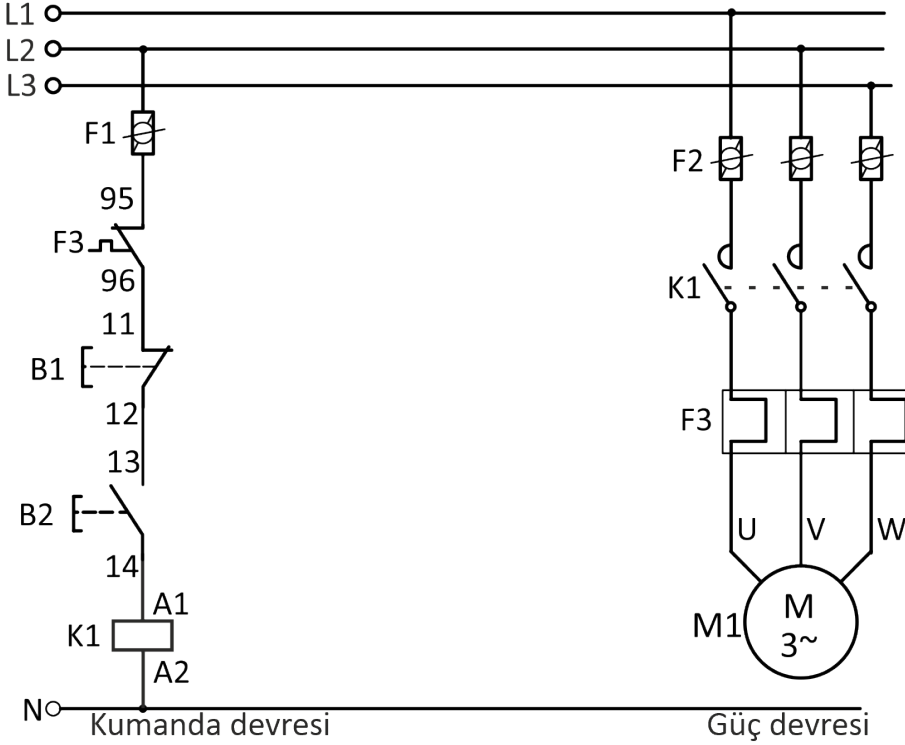 L1
L2
L3
F1
F2
95
F3
96
K1
11
B1
12
F3
13
B2
U V W
14
A1
K1
A2
M1
M
3~
N
Kumanda devresi
Güç devresi